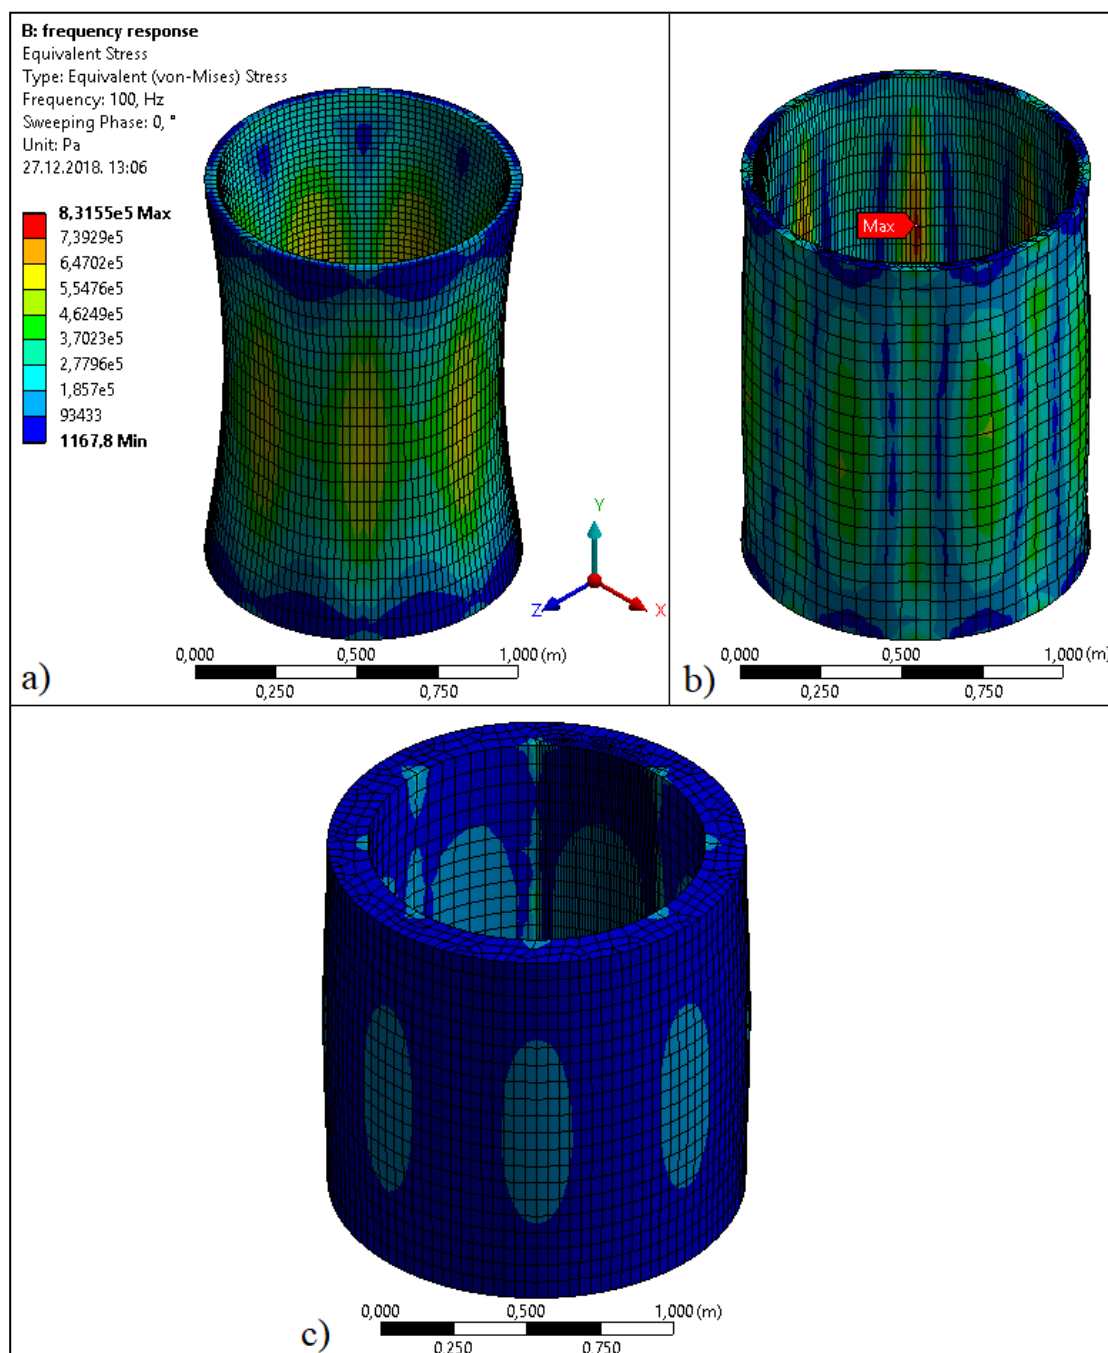 B: frequency response
Equivalent Stress
Type: Equivalent (von-Mises) Stress
Frequency: 100, Hz
Sweeping Phase: 0, °
Unit: Pa
27.12.2018. 13:06
8,3155e5 Max
7,3929e5
6,4702e5
5,5476e5
4,6249e5
3,7023e5
2,7796e5
1,857e5
93433
1167,8 Min
Y
Z
X
0,000
0,500
1,000 (m)
0,250
0,750
a)
Max
0,000
0,500
1,000 (m)
0,250
0,750
b)
0,000
0,500
1,000 (m)
0,250
0,750
c)